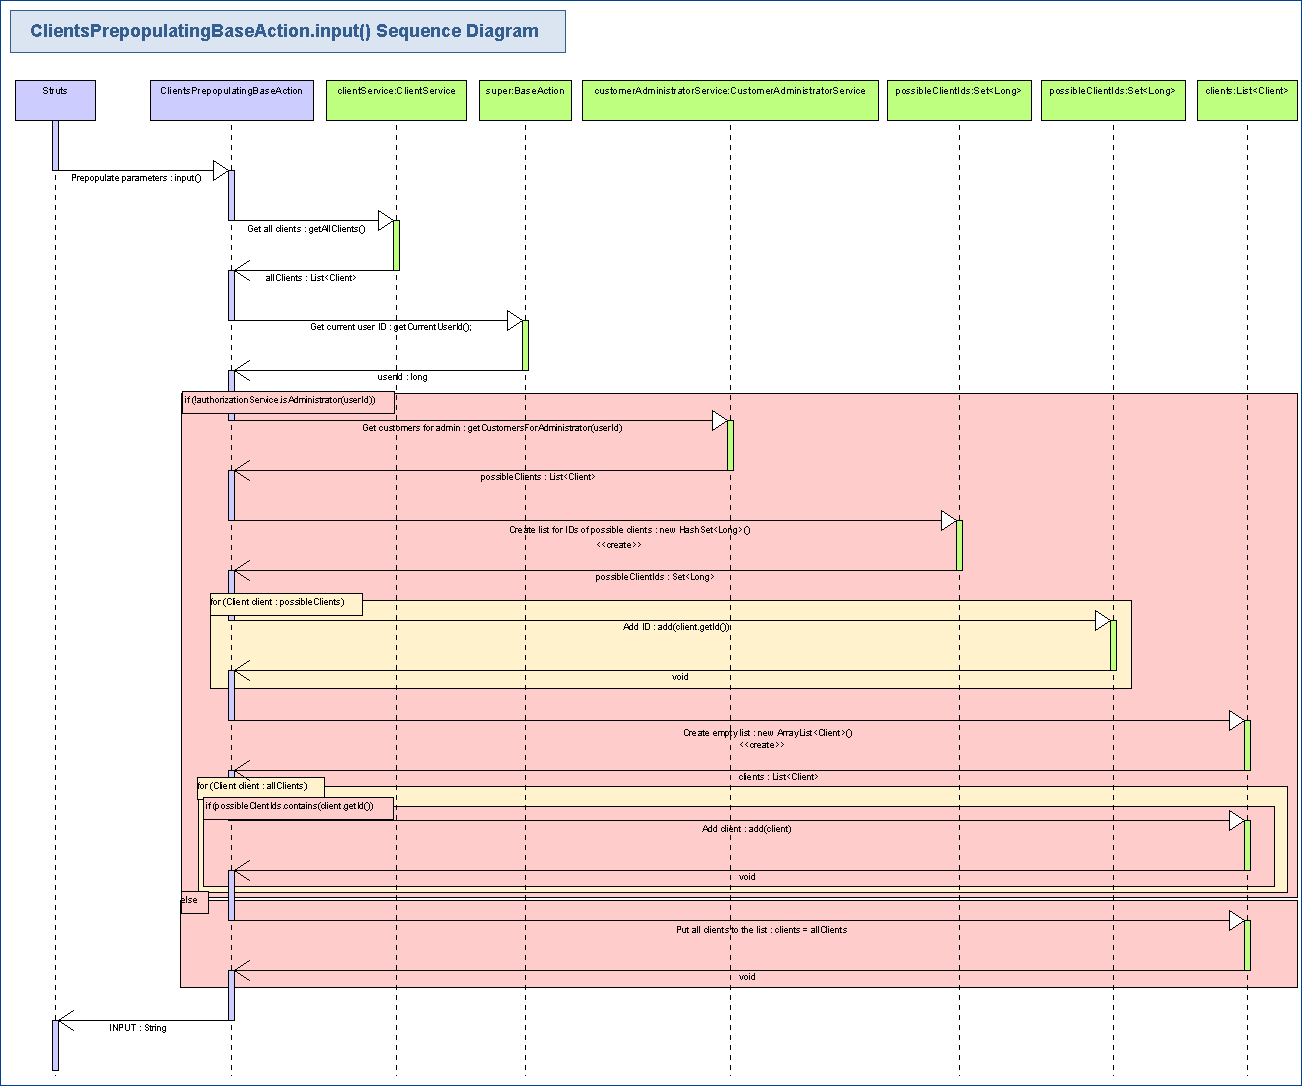 ClientsPrepopulatingBaseAction.input() Sequence Diagram
Struts
ClientsPrepopulatingBaseAction
clientService:ClientService
super:BaseAction
customerAdministratorService:CustomerAdministratorService
possibleClientIds:Set<Long>
possibleClientIds:Set<Long>
clients:List<Client>
Prepopulate parameters : input()
Get all clients : getAllClients()
allClients : List<Client>
Get current user ID : getCurrentUserId();
userId : long
if (!authorizationService.isAdministrator(userId))
Get customers for admin : getCustomersForAdministrator(userId)
possibleClients : List<Client>
Create list for IDs of possible clients : new HashSet<Long>()
<<create>>
possibleClientIds : Set<Long>
for (Client client : possibleClients)
Add ID : add(client.getId())
void
Create empty list : new ArrayList<Client>()
<<create>>
clients : List<Client>
for (Client client : allClients)
if (possibleClentIds.contains(client.getId())
Add client : add(client)
void
else
Put all clients to the list : clients = allClients
void
INPUT : String